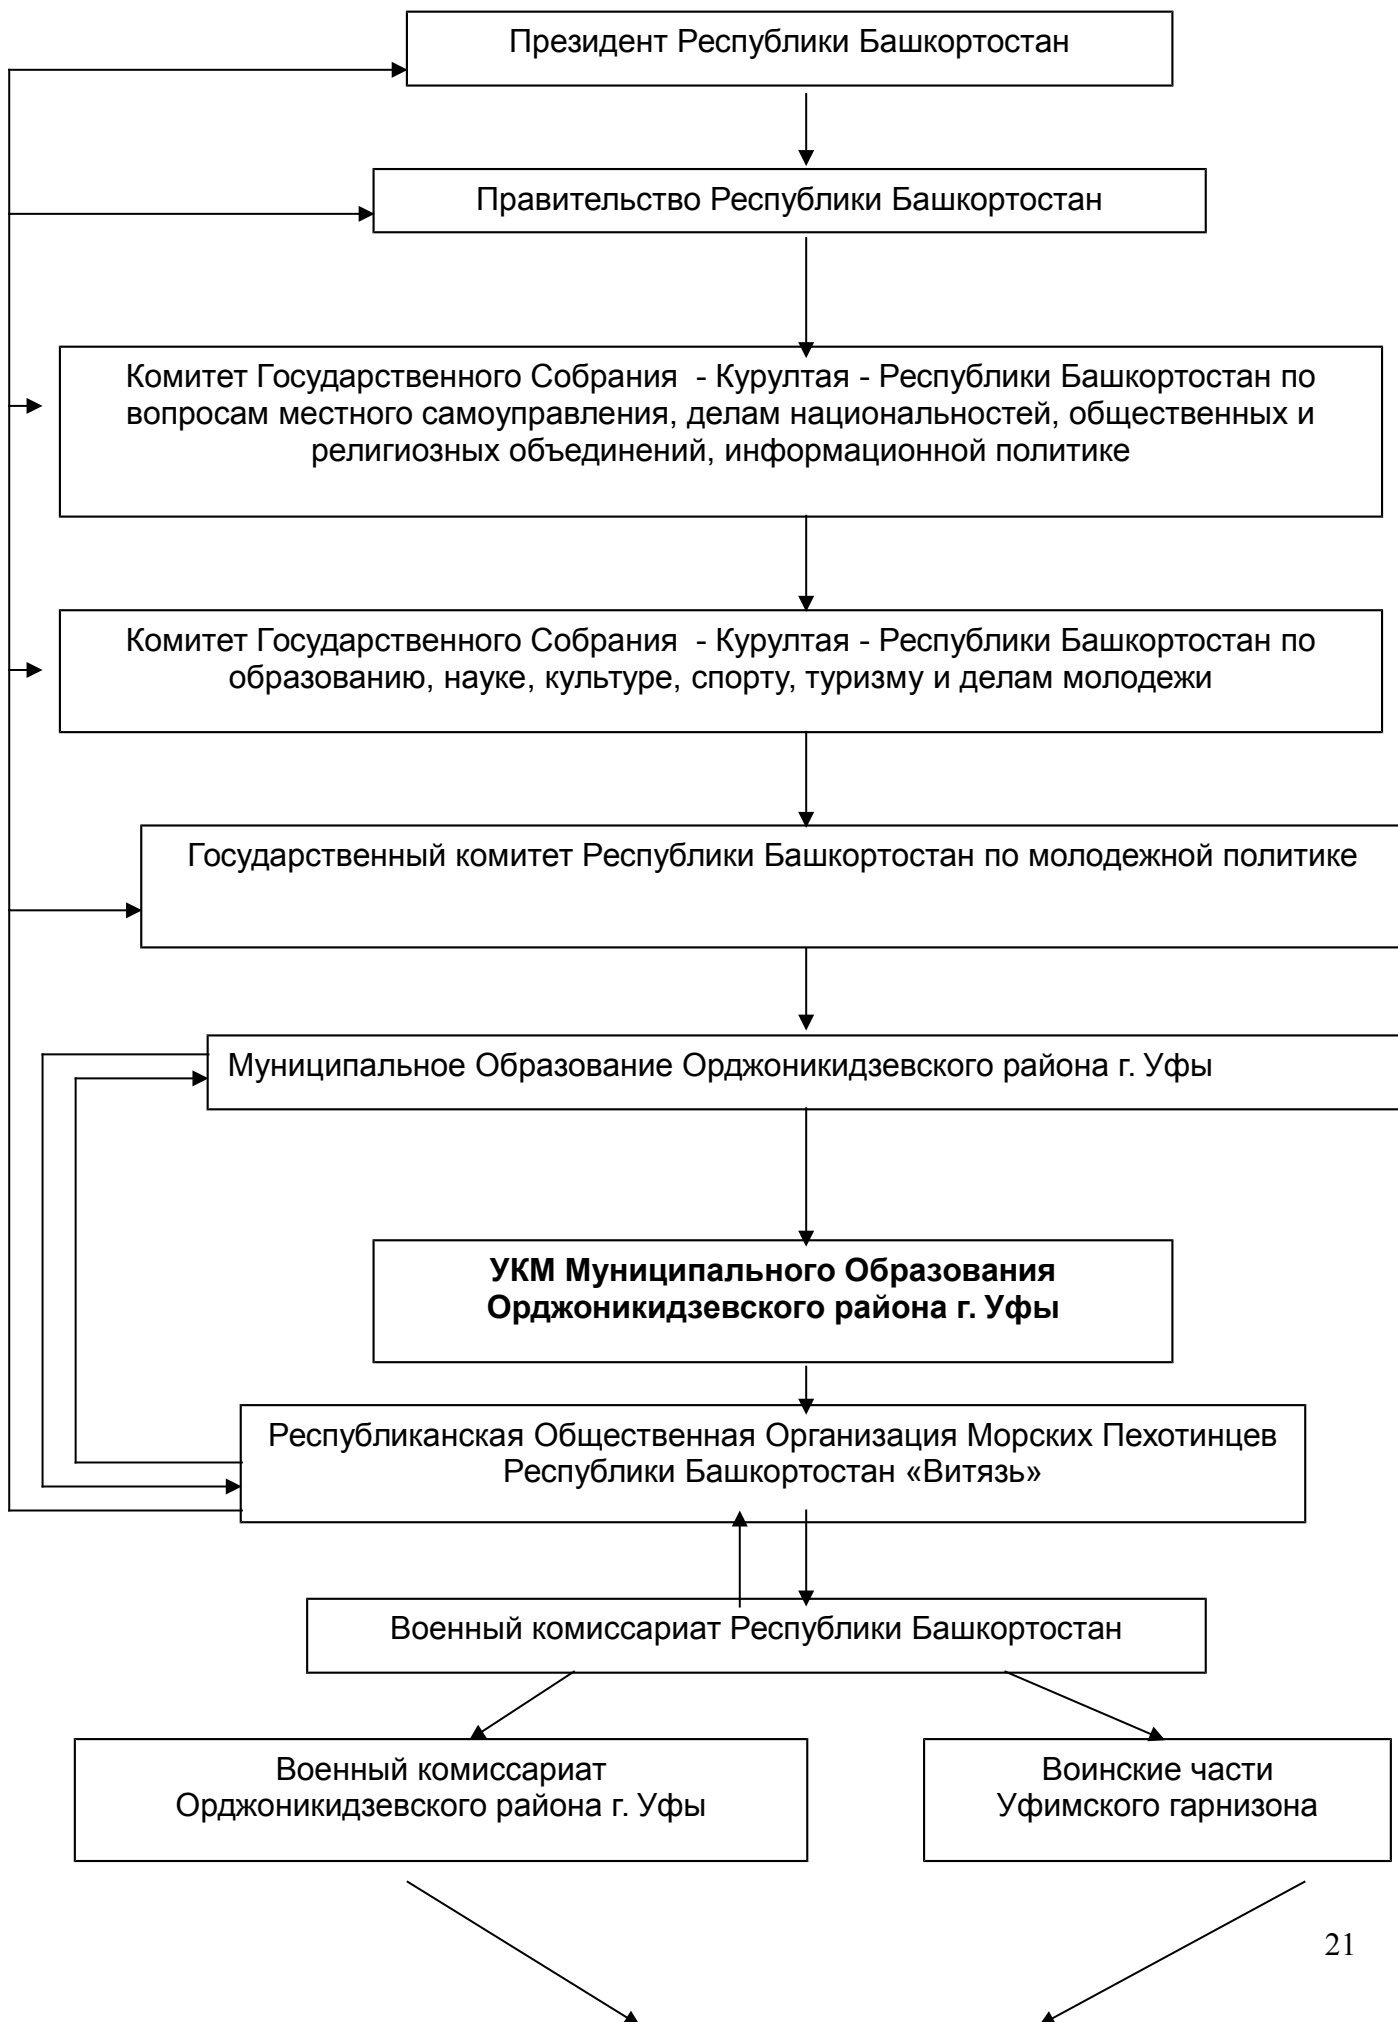 Президент Республики Башкортостан
Правительство Республики Башкортостан
Комитет Государственного Собрания - Курултая - Республики Башкортостан по
вопросам местного самоуправления, делам национальностей, общественных и
религиозных объединений, информационной политике
Комитет Государственного Собрания - Курултая - Республики Башкортостан по
образованию, науке, культуре, спорту, туризму и делам молодежи
Государственный комитет Республики Башкортостан по молодежной политике
Муниципальное Образование Орджоникидзевского района г. Уфы
УКМ Муниципального Образования
Орджоникидзевского района г. Уфы
Республиканская Общественная Организация Морских Пехотинцев
Республики Башкортостан «Витязь»
Военный комиссариат Республики Башкортостан
Военный комиссариат
Орджоникидзевского района г. Уфы
Воинские части
Уфимского гарнизона
21